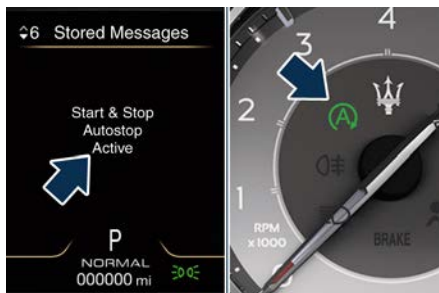 6 Stored Messages
Start & Stop
Autostop
Active
P
NORMAL
000000 mi
4
3
A
2
1
RPM
x 1000
BRAKE